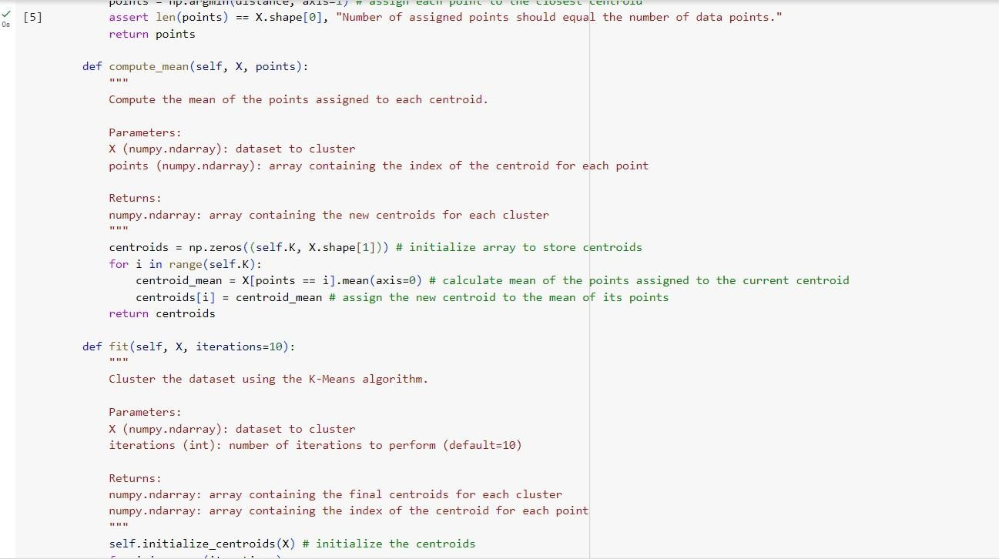 points = np.argmin(distance, axis=1) # assign each point to the closest centroid
[5] assert len(points) == X.shape[0], "Number of assigned points should equal the number of data points."
0s
return points
def compute_mean(self, X, points):
"""
Compute the mean of the points assigned to each centroid.
Parameters:
X (numpy.ndarray): dataset to cluster
points (numpy.ndarray): array containing the index of the centroid for each point
Returns:
numpy.ndarray: array containing the new centroids for each cluster
"""
centroids = np.zeros((self.K, X.shape[1])) # initialize array to store centroids
for i in range(self.K):
centroid_mean = X[points == i].mean(axis=0) # calculate mean of the points assigned to the current centroid
centroids[i] = centroid_mean # assign the new centroid to the mean of its points
return centroids
def fit(self, X, iterations=10):
"""
Cluster the dataset using the K-Means algorithm.
Parameters:
X (numpy.ndarray): dataset to cluster
iterations (int): number of iterations to perform (default=10)
Returns:
numpy.ndarray: array containing the final centroids for each cluster
numpy.ndarray: array containing the index of the centroid for each point
"""
self.initialize_centroids(X) # initialize the centroids